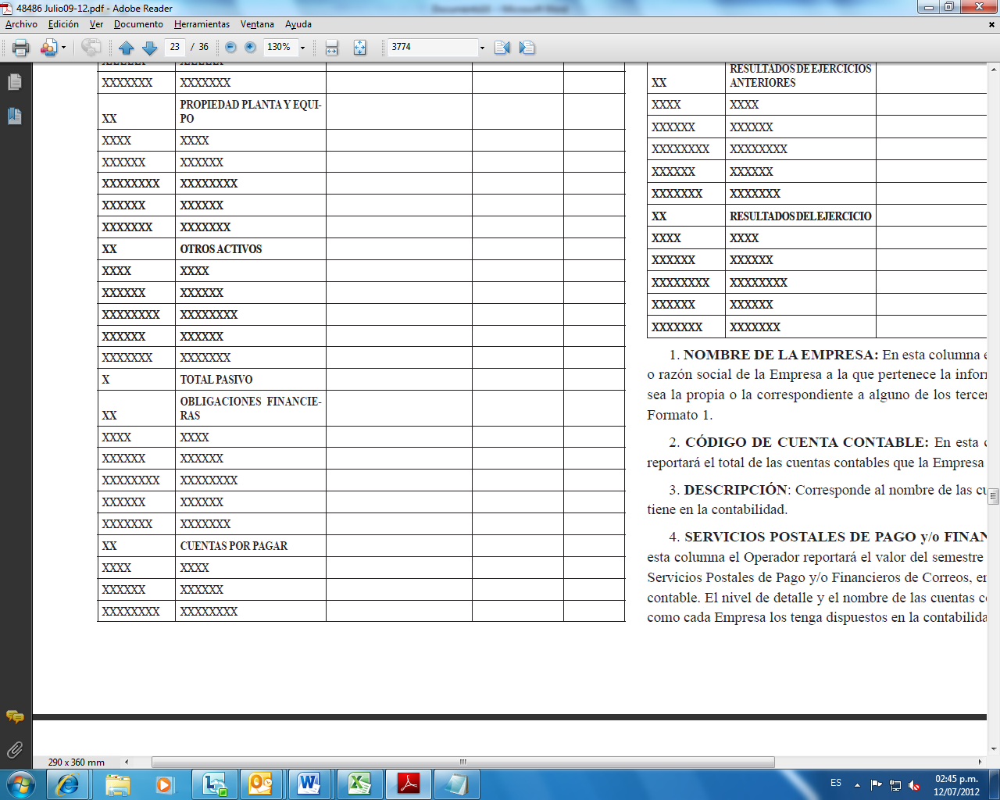 48486 Julio09-12.pdf - Adobe Reader
Archivo Edición Ver Documento Herramientas Ventana Ayuda
23 / 36 130% 3774
XXXXXXX XXXXXXX
XX PROPIEDAD PLANTA Y EQUI-
PO
XXXX XXXX
XXXXXX XXXXXX
XXXXXXXX XXXXXXXX
XXXXXX XXXXXX
XXXXXXX XXXXXXX
XX OTROS ACTIVOS
XXXX XXXX
XXXXXX XXXXXX
XXXXXXXX XXXXXXXX
XXXXXX XXXXXX
XXXXXXX XXXXXXX
X TOTAL PASIVO
XX OBLIGACIONES FINANCIE-
RAS
XXXX XXXX
XXXXXX XXXXXX
XXXXXXXX XXXXXXXX
XXXXXX XXXXXX
XXXXXXX XXXXXXX
XX CUENTAS POR PAGAR
XXXX XXXX
XXXXXX XXXXXX
XXXXXXXX XXXXXXXX
XX RESULTADOS DE EJERCICIOS
ANTERIORES
XXXX XXXX
XXXXXX XXXXXX
XXXXXXXX XXXXXXXX
XXXXXX XXXXXX
XXXXXXX XXXXXXX
XX RESULTADOS DEL EJERCICIO
XXXX XXXX
XXXXXX XXXXXX
XXXXXXXX XXXXXXXX
XXXXXX XXXXXX
XXXXXXX XXXXXXX
1. NOMBRE DE LA EMPRESA: En esta columna
o razón social de la Empresa a la que pertenece la infor
sea la propia o la correspondiente a alguno de los terce
Formato 1.
2. CÓDIGO DE CUENTA CONTABLE: En esta
reportará el total de las cuentas contables que la Empresa
3. DESCRIPCIÓN: Corresponde al nombre de las cu
tiene en la contabilidad.
4. SERVICIOS POSTALES DE PAGO y/o FINAN
esta columna el Operador reportará el valor del semestre
Servicios Postales de Pago y/o Financieros de Correos, en
contable. El nivel de detalle y el nombre de las cuentas
como cada Empresa los tenga dispuestos en la contabilida
290 x 360 mm
ES 02:45 p.m.
12/07/2012